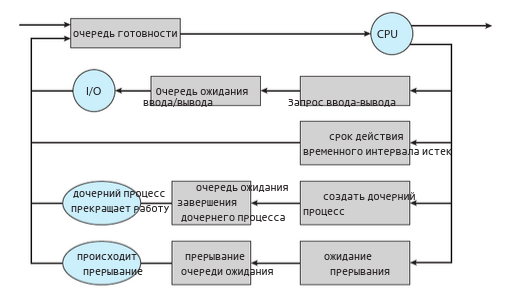 очередь готовности
CPU
I/O
Очередь ожидания
ввода/вывода
Запрос ввода-вывода
срок действия
временного интервала истек
дочерний процесс
прекращает работу
очередь ожидания
завершения
дочернего процесса
создать дочерний
процесс
происходит
прерывание
прерывание
очереди ожидания
ожидание
прерывания